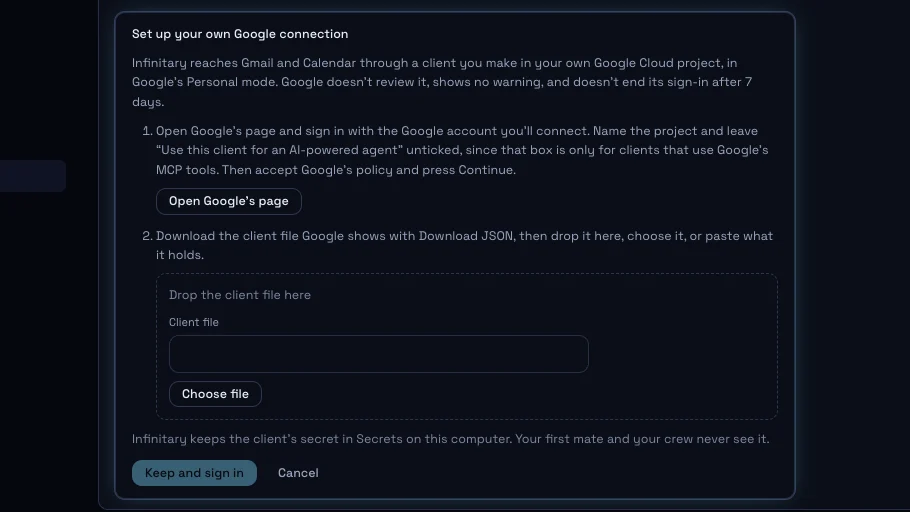 Set up your own Google connection
Infinitary reaches Gmail and Calendar through a client you make in your own Google Cloud project, in
Google's Personal mode. Google doesn't review it, shows no warning, and doesn't end its sign-in after 7
days.
1. Open Google's page and sign in with the Google account you'll connect. Name the project and leave
"Use this client for an AI-powered agent" unticked, since that box is only for clients that use Google's
MCP tools. Then accept Google's policy and press Continue.
Open Google's page
2. Download the client file Google shows with Download JSON, then drop it here, choose it, or paste what
it holds.
Drop the client file here
Client file
Choose file
Infinitary keeps the client's secret in Secrets on this computer. Your first mate and your crew never see it.
Keep and sign in
Cancel